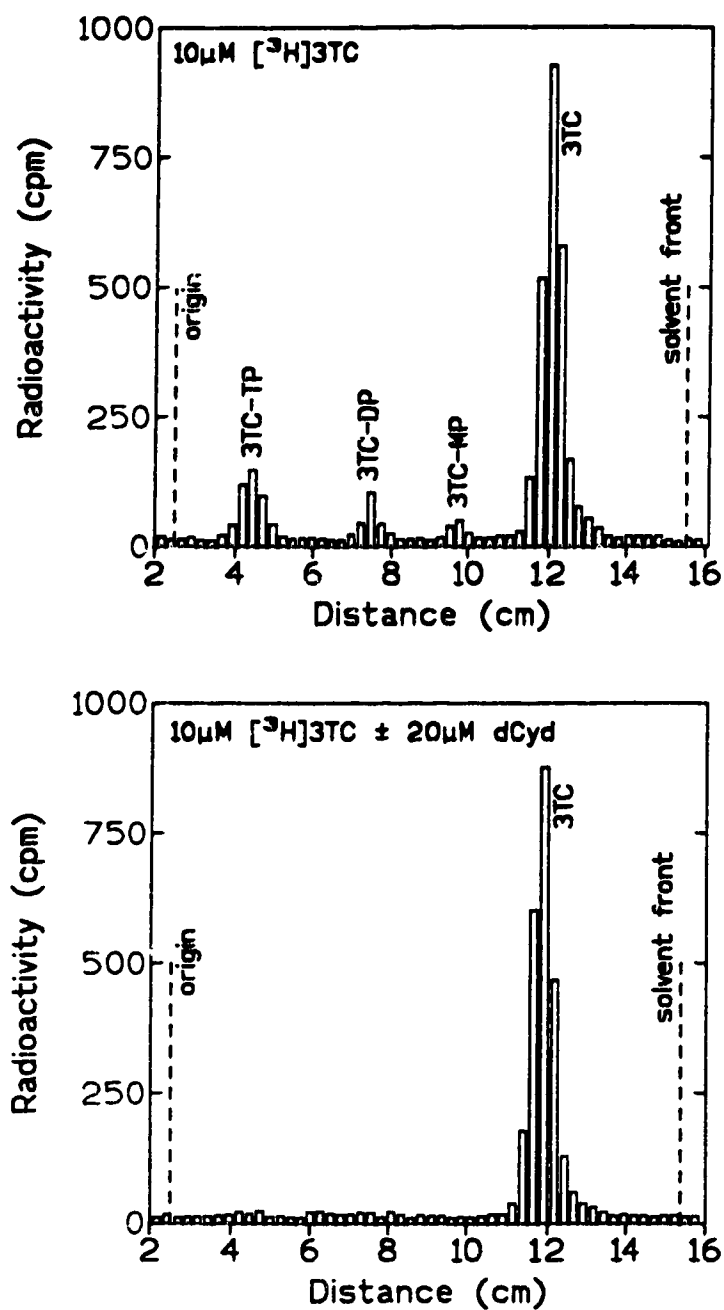 10µM [³H]3TC
Radioactivity (cpm)
1000
750
500
250
0
origin
3TC-TP
3TC-DP
3TC-MP
3TC
solvent front
2 4 6 8 10 12 14 16
Distance (cm)
10µM [³H]3TC ± 20µM dCyd
Radioactivity (cpm)
1000
750
500
250
0
origin
3TC
solvent front
2 4 6 8 10 12 14 16
Distance (cm)